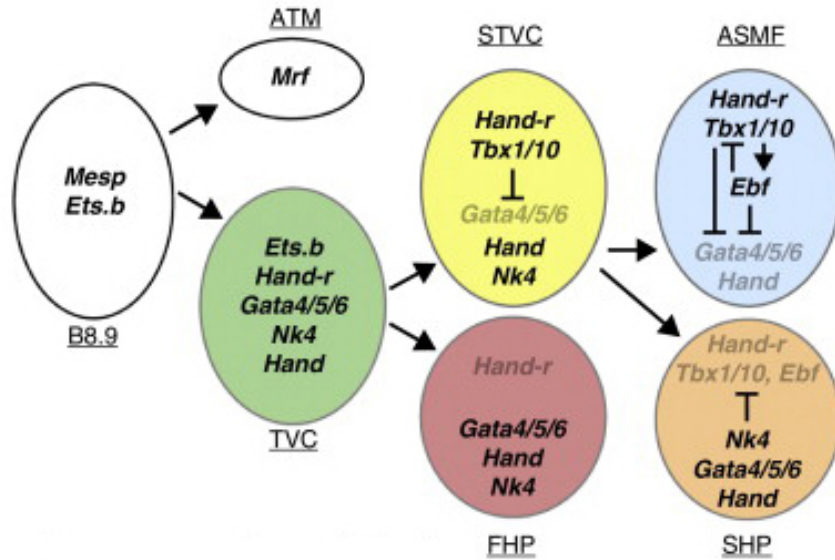 ATM
Mrf
Mesp
Ets.b
B8.9
Ets.b
Hand-r
Gata4/5/6
Nk4
Hand
TVC
STVC
Hand-r
Tbx1/10
Gata4/5/6
Hand
Nk4
Hand-r
Gata4/5/6
Hand
Nk4
FHP
ASMF
Hand-r
Tbx1/10
Ebf
Gata4/5/6
Hand
Hand-r
Tbx1/10, Ebf
Nk4
Gata4/5/6
Hand
SHP